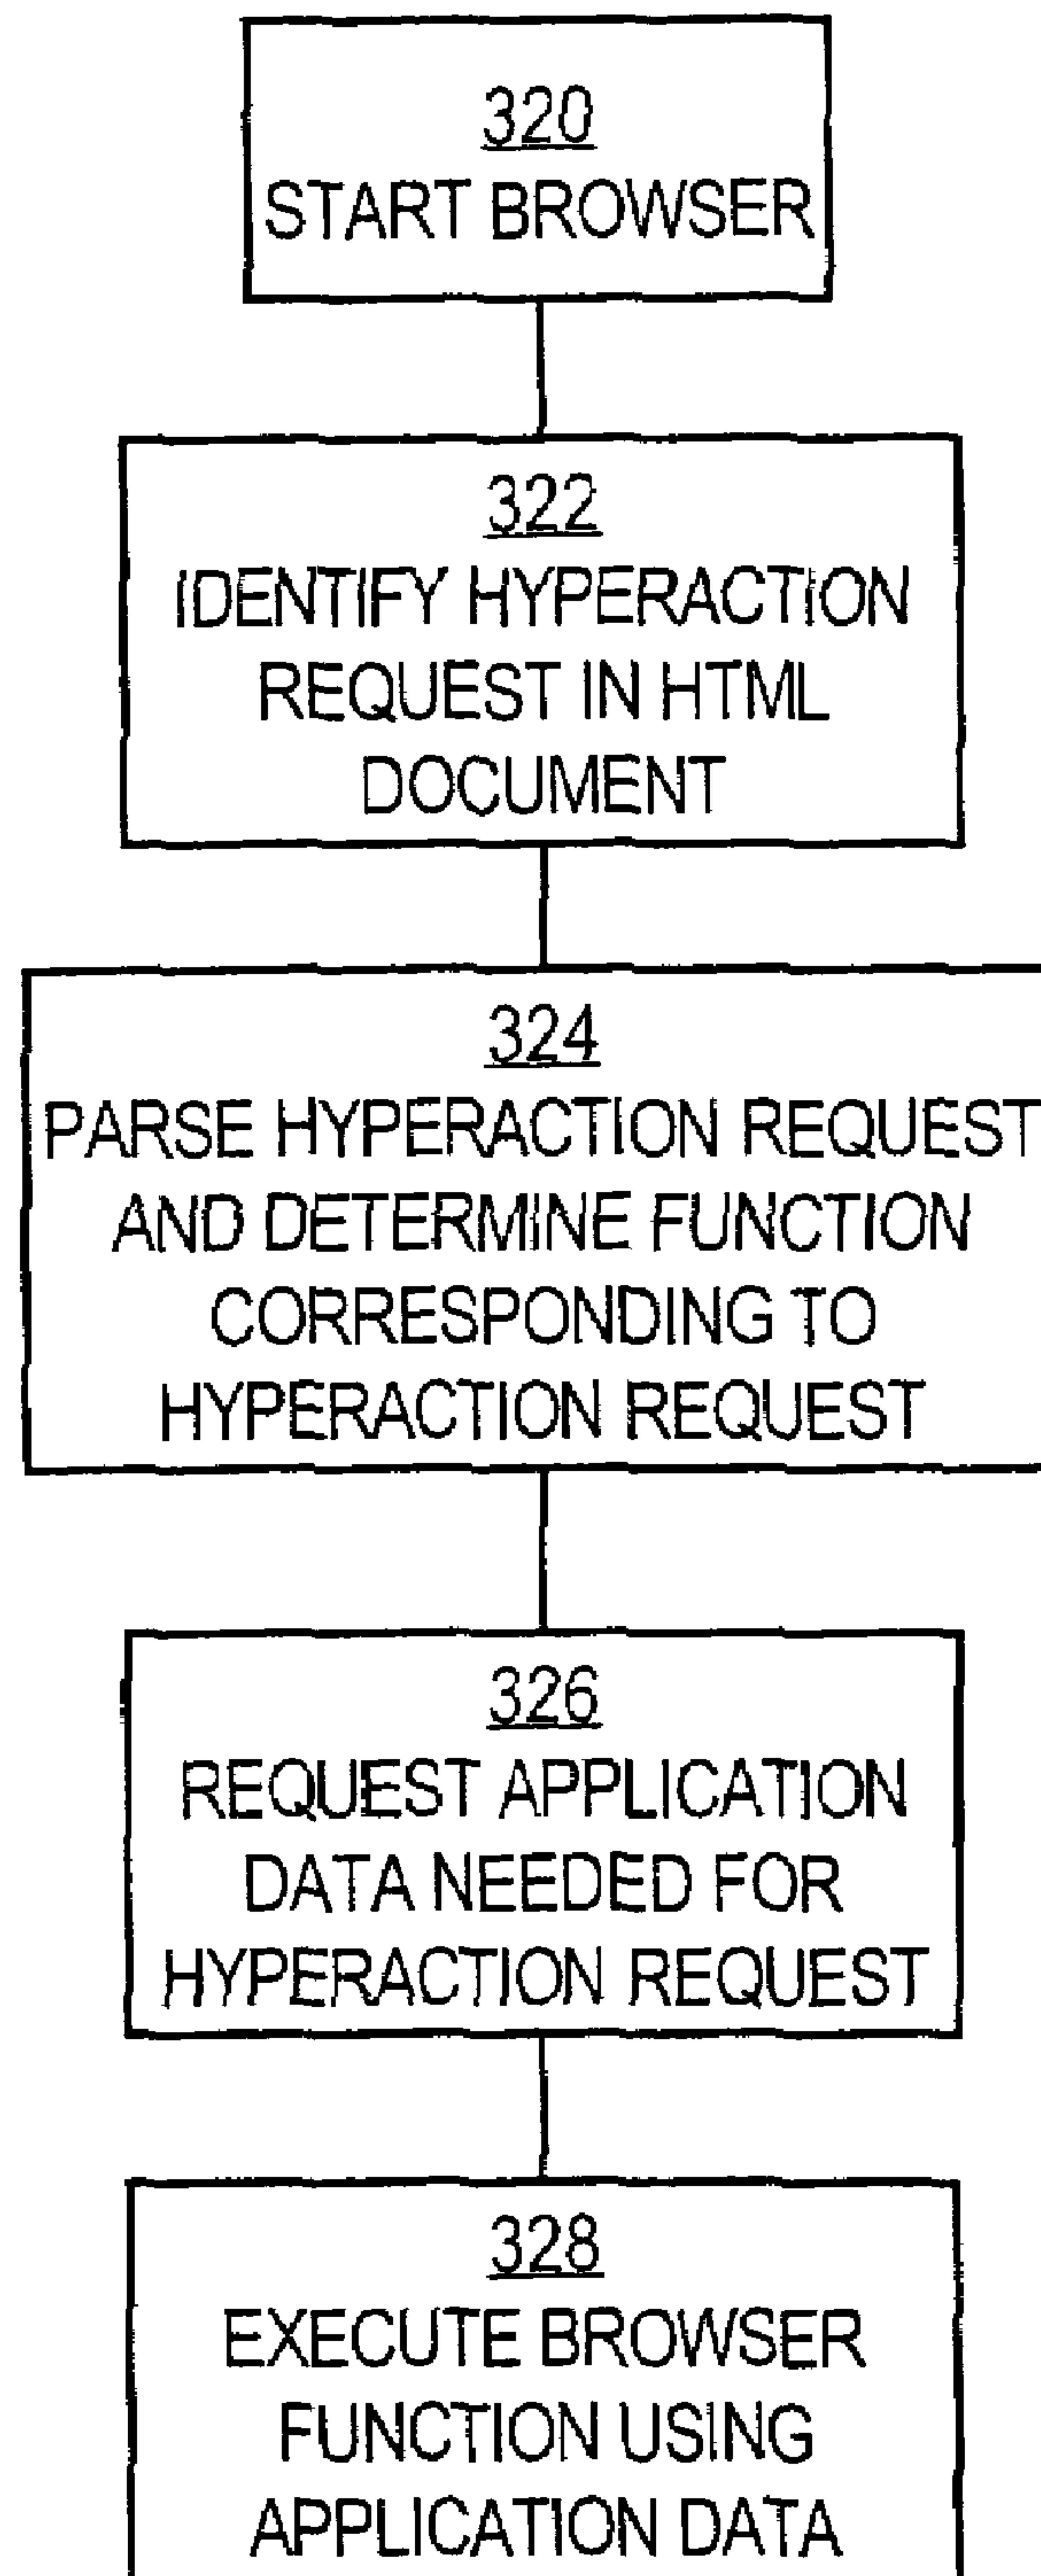 320
START BROWSER
322
IDENTIFY HYPERACTION
REQUEST IN HTML
DOCUMENT
324
PARSE HYPERACTION REQUEST
AND DETERMINE FUNCTION
CORRESPONDING TO
HYPERACTION REQUEST
326
REQUEST APPLICATION
DATA NEEDED FOR
HYPERACTION REQUEST
328
EXECUTE BROWSER
FUNCTION USING
APPLICATION DATA